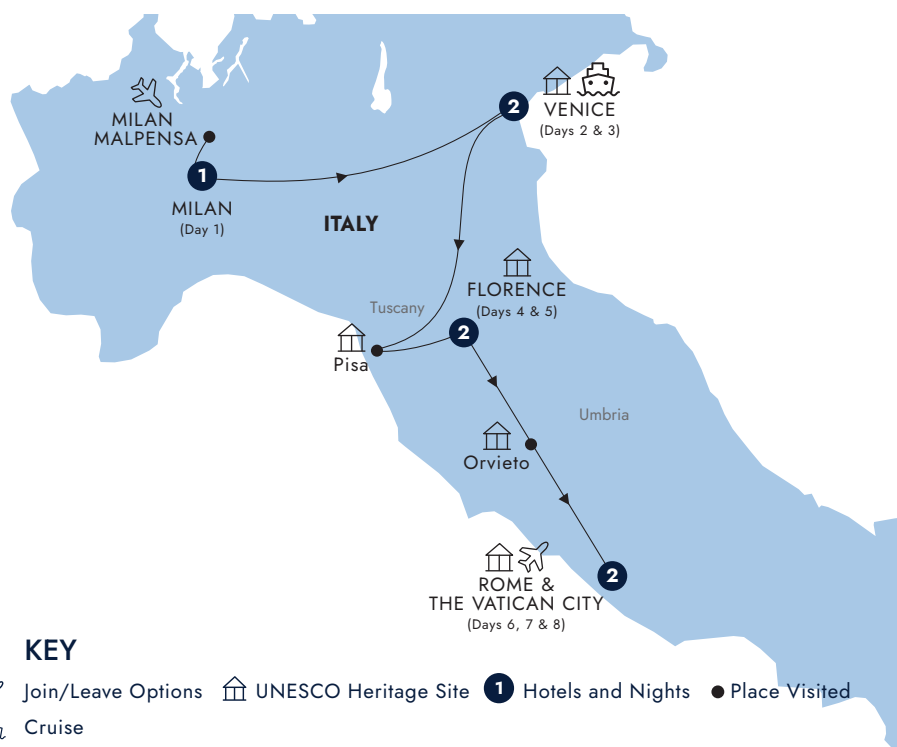 MILAN
MALPENSA
1
MILAN
(Day 1)
2
VENICE
(Days 2 & 3)
ITALY
Tuscany
FLORENCE
(Days 4 & 5)
2
Pisa
Umbria
Orvieto
2
ROME &
THE VATICAN CITY
(Days 6, 7 & 8)
KEY
Join/Leave Options UNESCO Heritage Site 1 Hotels and Nights Place Visited
Cruise